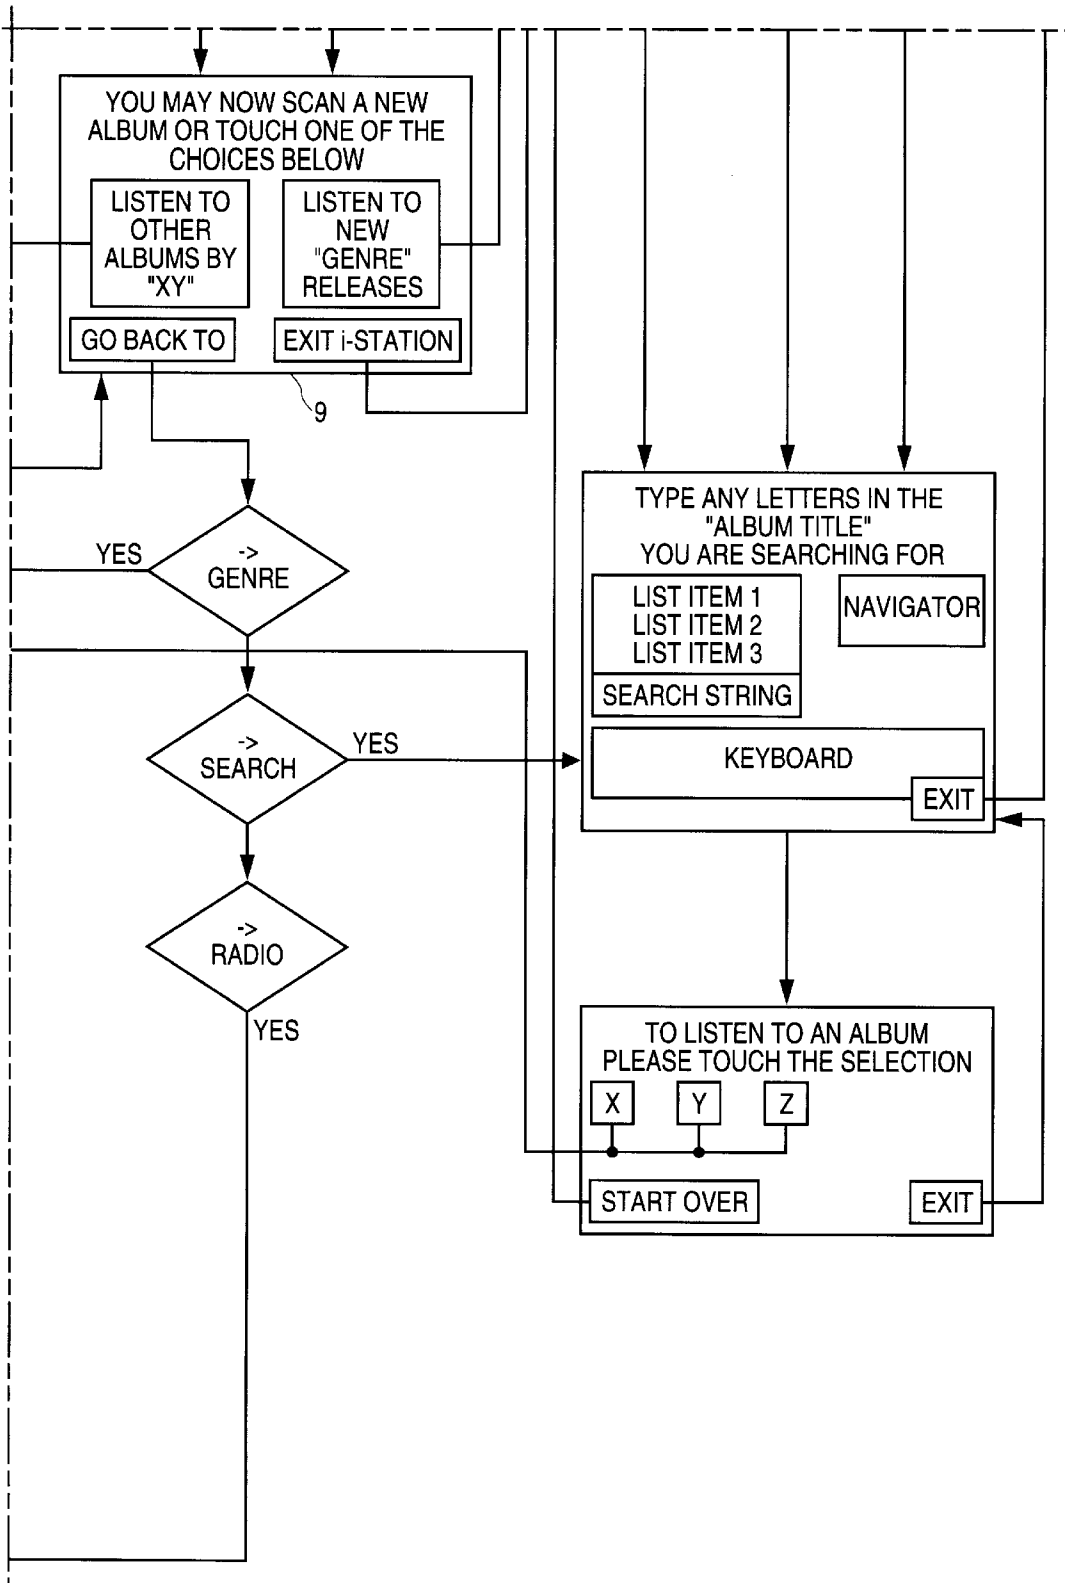 YOU MAY NOW SCAN A NEW
ALBUM OR TOUCH ONE OF THE
CHOICES BELOW
LISTEN TO
OTHER
ALBUMS BY
"XY"
LISTEN TO
NEW
"GENRE"
RELEASES
GO BACK TO
EXIT i-STATION
9
YES
->
GENRE
->
SEARCH
YES
->
RADIO
YES
TYPE ANY LETTERS IN THE
"ALBUM TITLE"
YOU ARE SEARCHING FOR
LIST ITEM 1
LIST ITEM 2
LIST ITEM 3
SEARCH STRING
NAVIGATOR
KEYBOARD
EXIT
TO LISTEN TO AN ALBUM
PLEASE TOUCH THE SELECTION
X Y Z
START OVER
EXIT